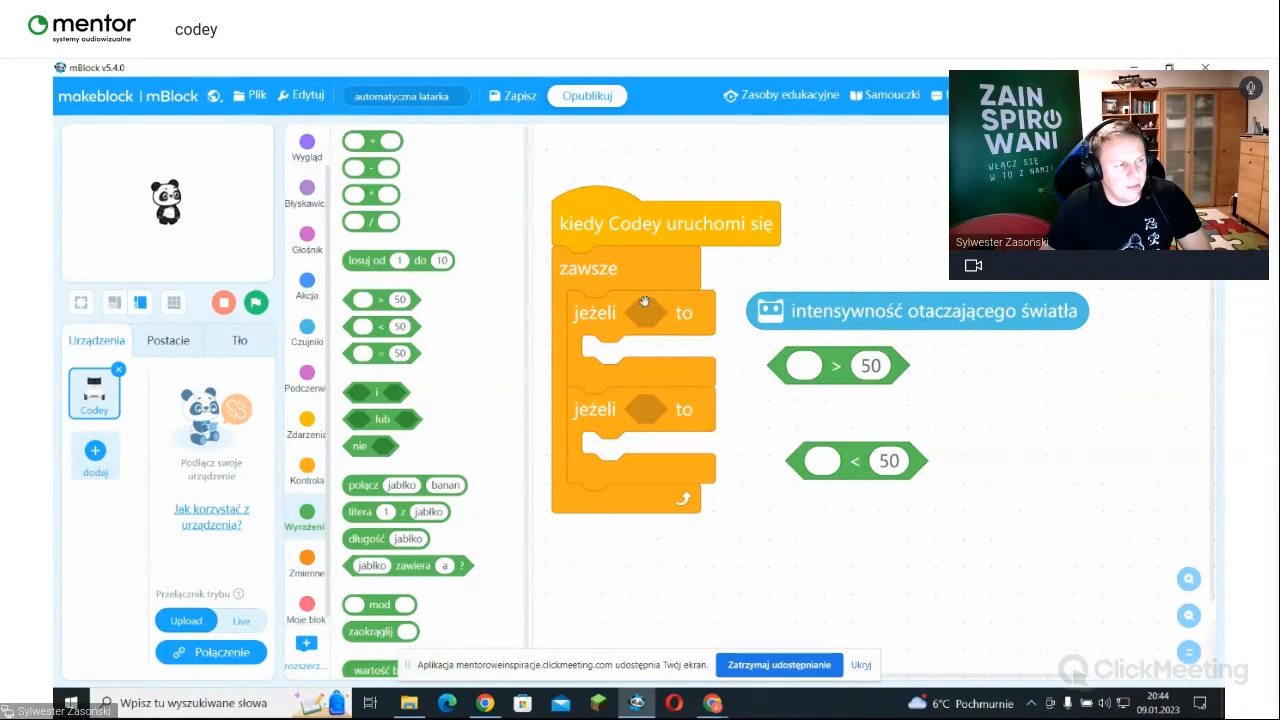 mentor
systemy audiowizualne
codey
mBlock v5.4.0
makeblock | mBlock
Plik
Edytuj
automatyczna latarka
Zapisz
Opublikuj
Zasoby edukacyjne
Samouczki
ZAIN
SPIRO
WANI
WŁĄCZ SIĘ
W TO Z NAMI!
Sylwester Zasoński
Urządzenia
Postacie
Tło
Codey
dodaj
Podłącz swoje
urządzenie
Jak korzystać z
urządzenia?
Przełącznik trybu
Upload
Live
Połączenie
Wygląd
Błyskawic
Głośnik
Akcja
Czujniki
Podczerw
Zdarzenia
Kontrola
Wyrażeni
Zmienne
Moje blok
rozszerz...
+
-
*
/
losuj od 1 do 10
> 50
< 50
= 50
i
lub
nie
połącz jabłko banan
litera 1 z jabłko
długość jabłko
jabłko zawiera a ?
mod
zaokrąglij
wartość b
kiedy Codey uruchomi się
zawsze
jeżeli to
jeżeli to
intensywność otaczającego światła
> 50
< 50
Aplikacja mentoroweinspiracje.clickmeeting.com udostępnia Twój ekran.
Zatrzymaj udostępnianie
Ukryj
ClickMeeting
Wpisz tu wyszukiwane słowa
6°C Pochmurnie
20:44
09.01.2023
Sylwester Zasoński